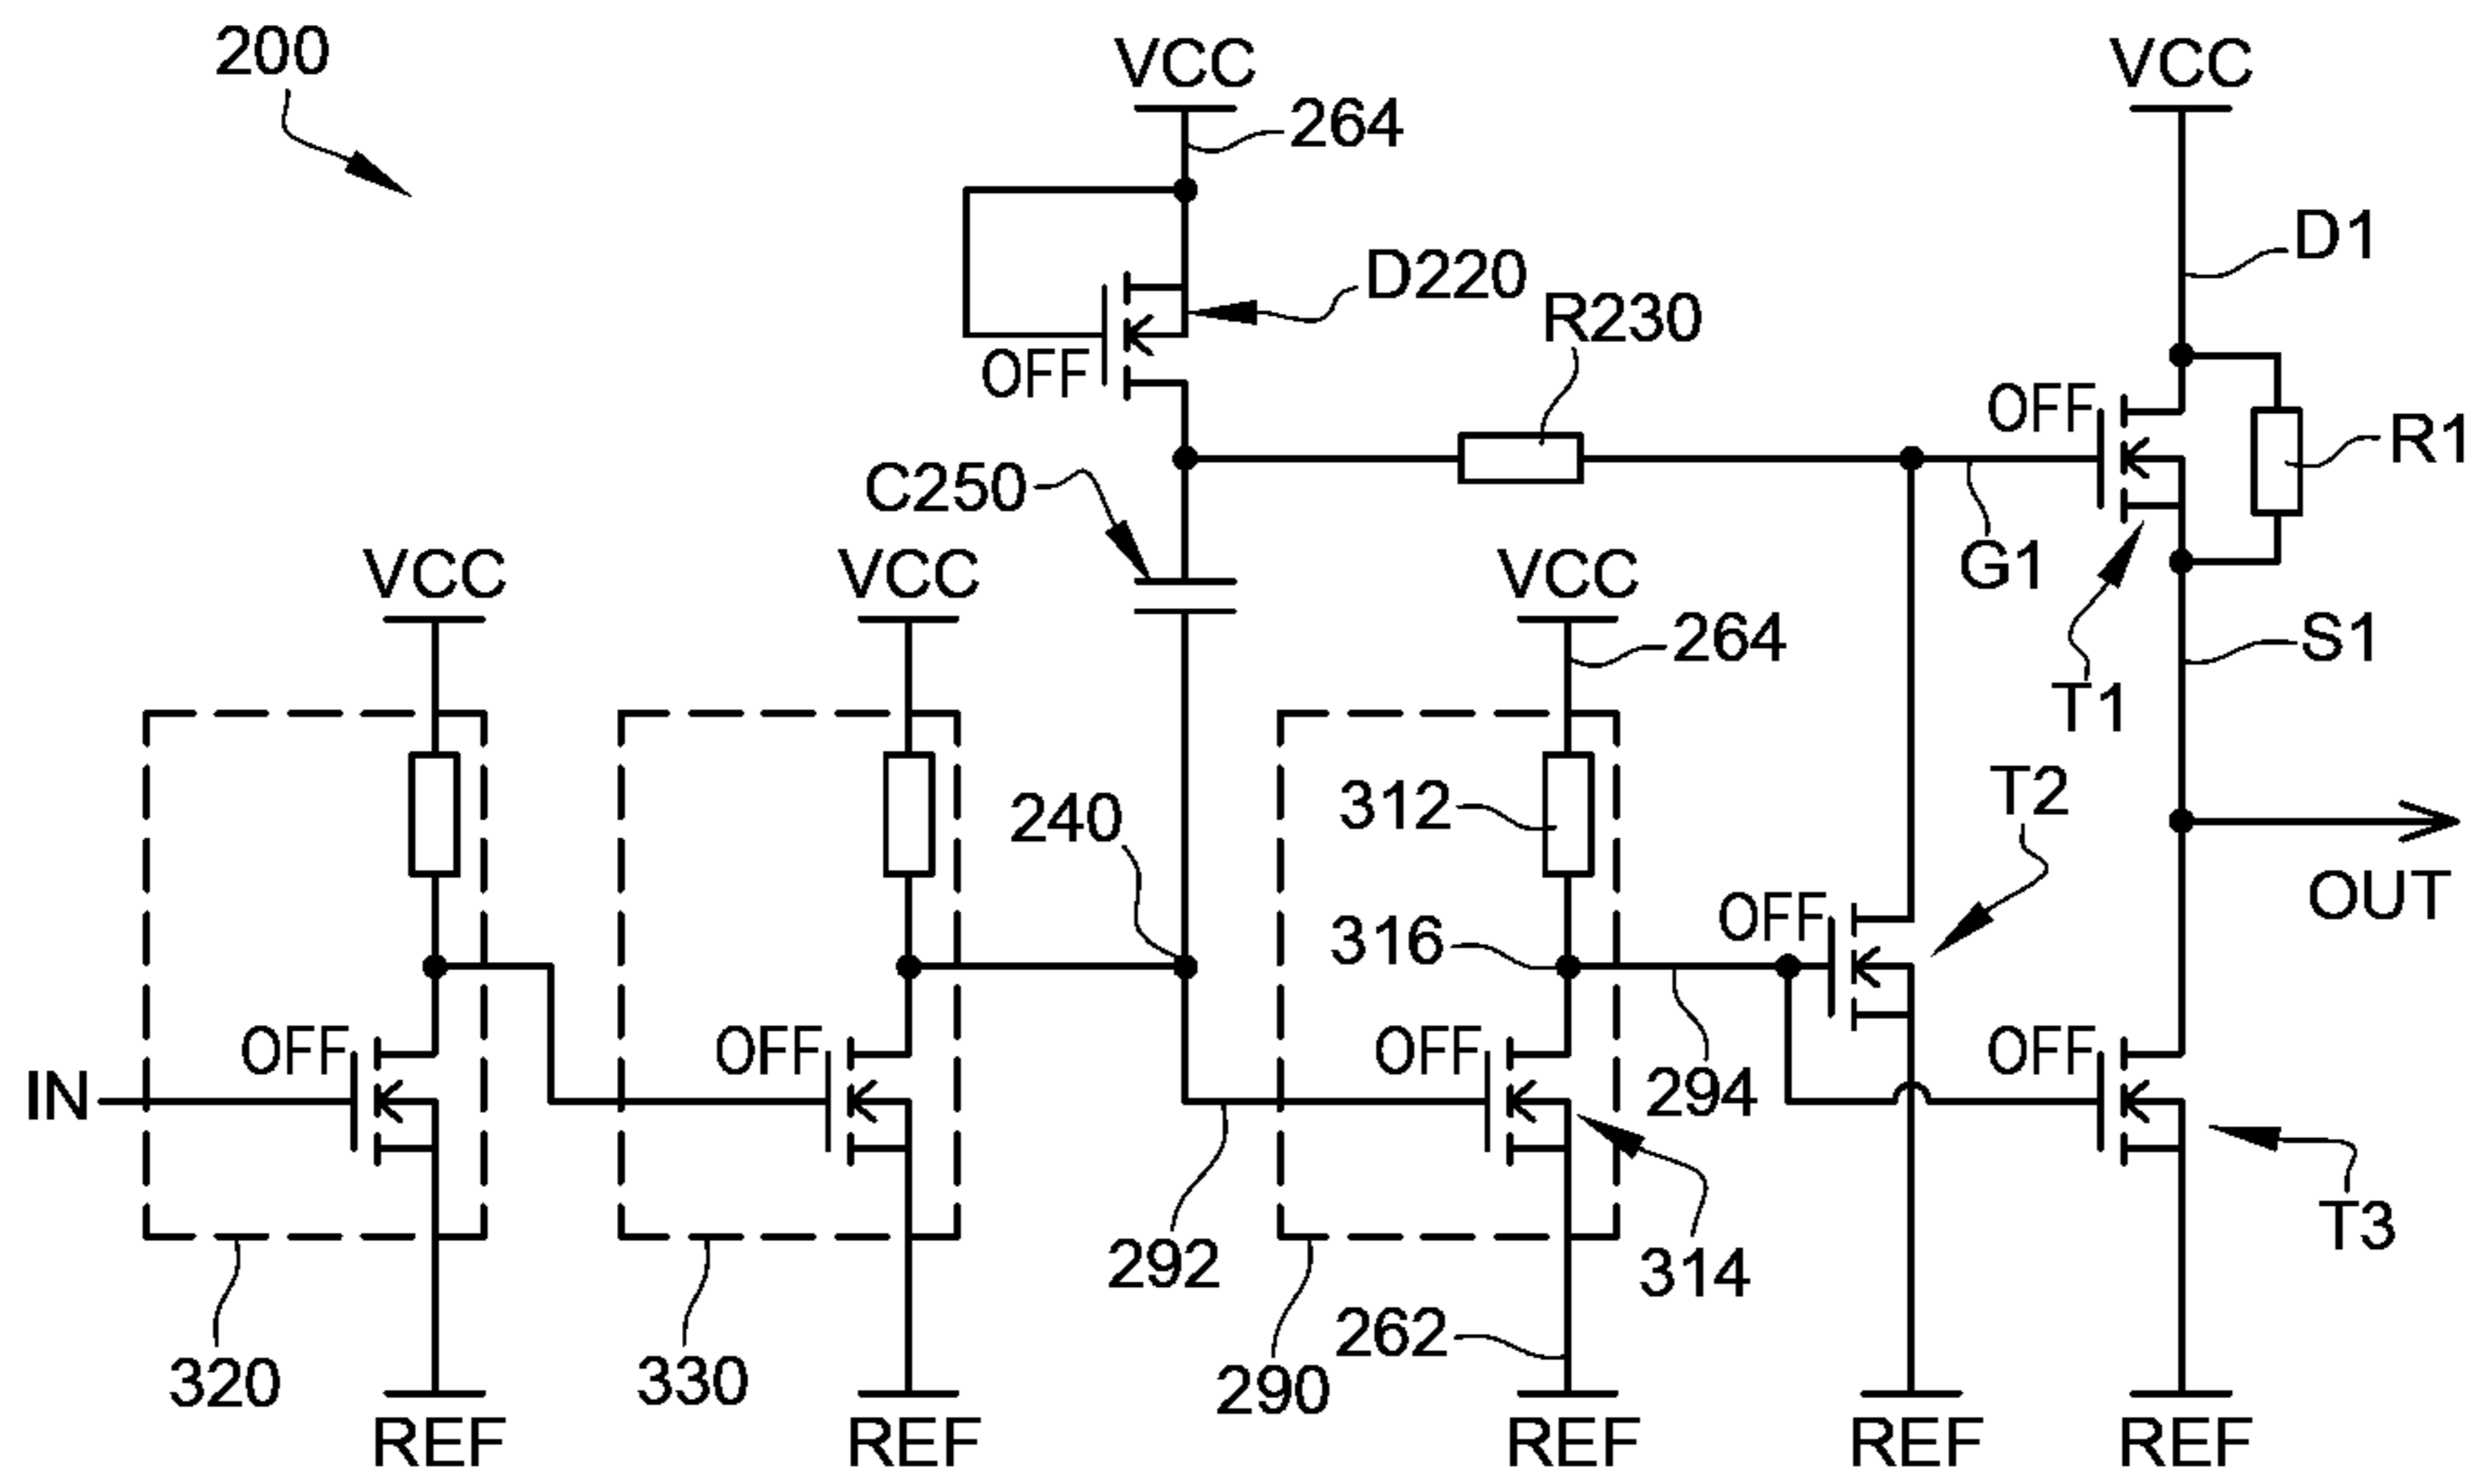 200
VCC
VCC
264
D1
D220
R230
OFF
OFF
R1
C250
G1
VCC
VCC
VCC
264
S1
T1
312
T2
240
OUT
316
OFF
OFF
OFF
OFF
OFF
IN
294
292
314
T3
262
320
330
290
REF
REF
REF
REF
REF